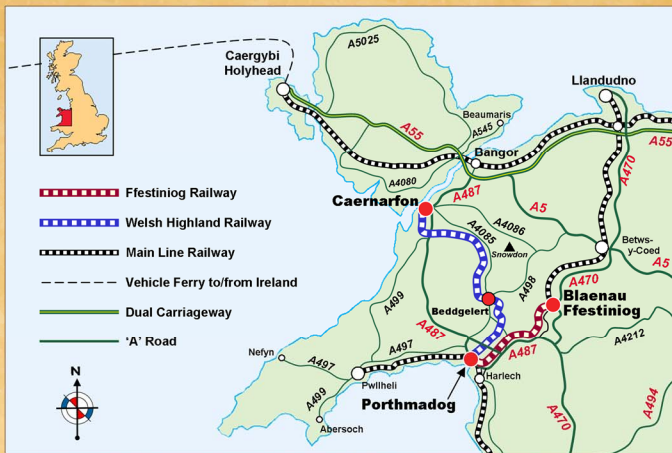 A5025
Caergybi
Holyhead
Llandudno
Beaumaris
A545
A55
A55
Bangor
A470
A4080
A487
Caernarfon
A5
A4086
A4085
Snowdon
Betws-
y-Coed
A5
A498
A470
A499
Beddgelert
Blaenau
Ffestiniog
A487
A4212
A487
Nefyn
A497
A497
Pwllheli
Harlech
A499
Porthmadog
A470
A494
Abersoch
Ffestiniog Railway
Welsh Highland Railway
Main Line Railway
Vehicle Ferry to/from Ireland
Dual Carriageway
'A' Road
N